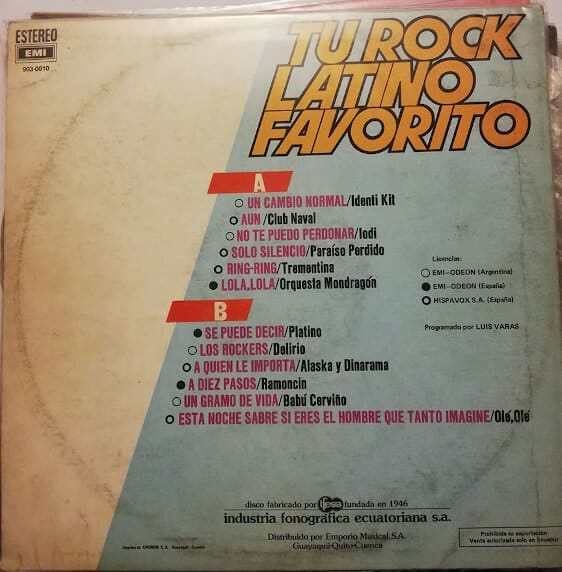 ESTEREO
EMI
903-0010
TU ROCK
LATINO
FAVORITO
A
UN CAMBIO NORMAL/Identi Kit
AUN/Club Naval
NO TE PUEDO PERDONAR/Iodi
SOLO SILENCIO/Paraíso Perdido
RING-RING/Trementina
LOLA,LOLA/Orquesta Mondragón
B
SE PUEDE DECIR/Platino
LOS ROCKERS/Delirio
A QUIEN LE IMPORTA/Alaska y Dinarama
A DIEZ PASOS/Ramoncin
UN GRAMO DE VIDA/Babú Cerviño
ESTA NOCHE SABRE SI ERES EL HOMBRE QUE TANTO IMAGINE/Olé,Olé
Licencias:
EMI-ODEON (Argentina)
EMI-ODEON (España)
HISPAVOX S.A. (España)
Programado por LUIS VARAS
disco fabricado por fundada en 1946
industria fonográfica ecuatoriana s.a.
Distribuido por Emporio Musical S.A.
Guayaquil-Quito-Cuenca
Prohibida su exportación
Venta autorizada solo en Ecuador